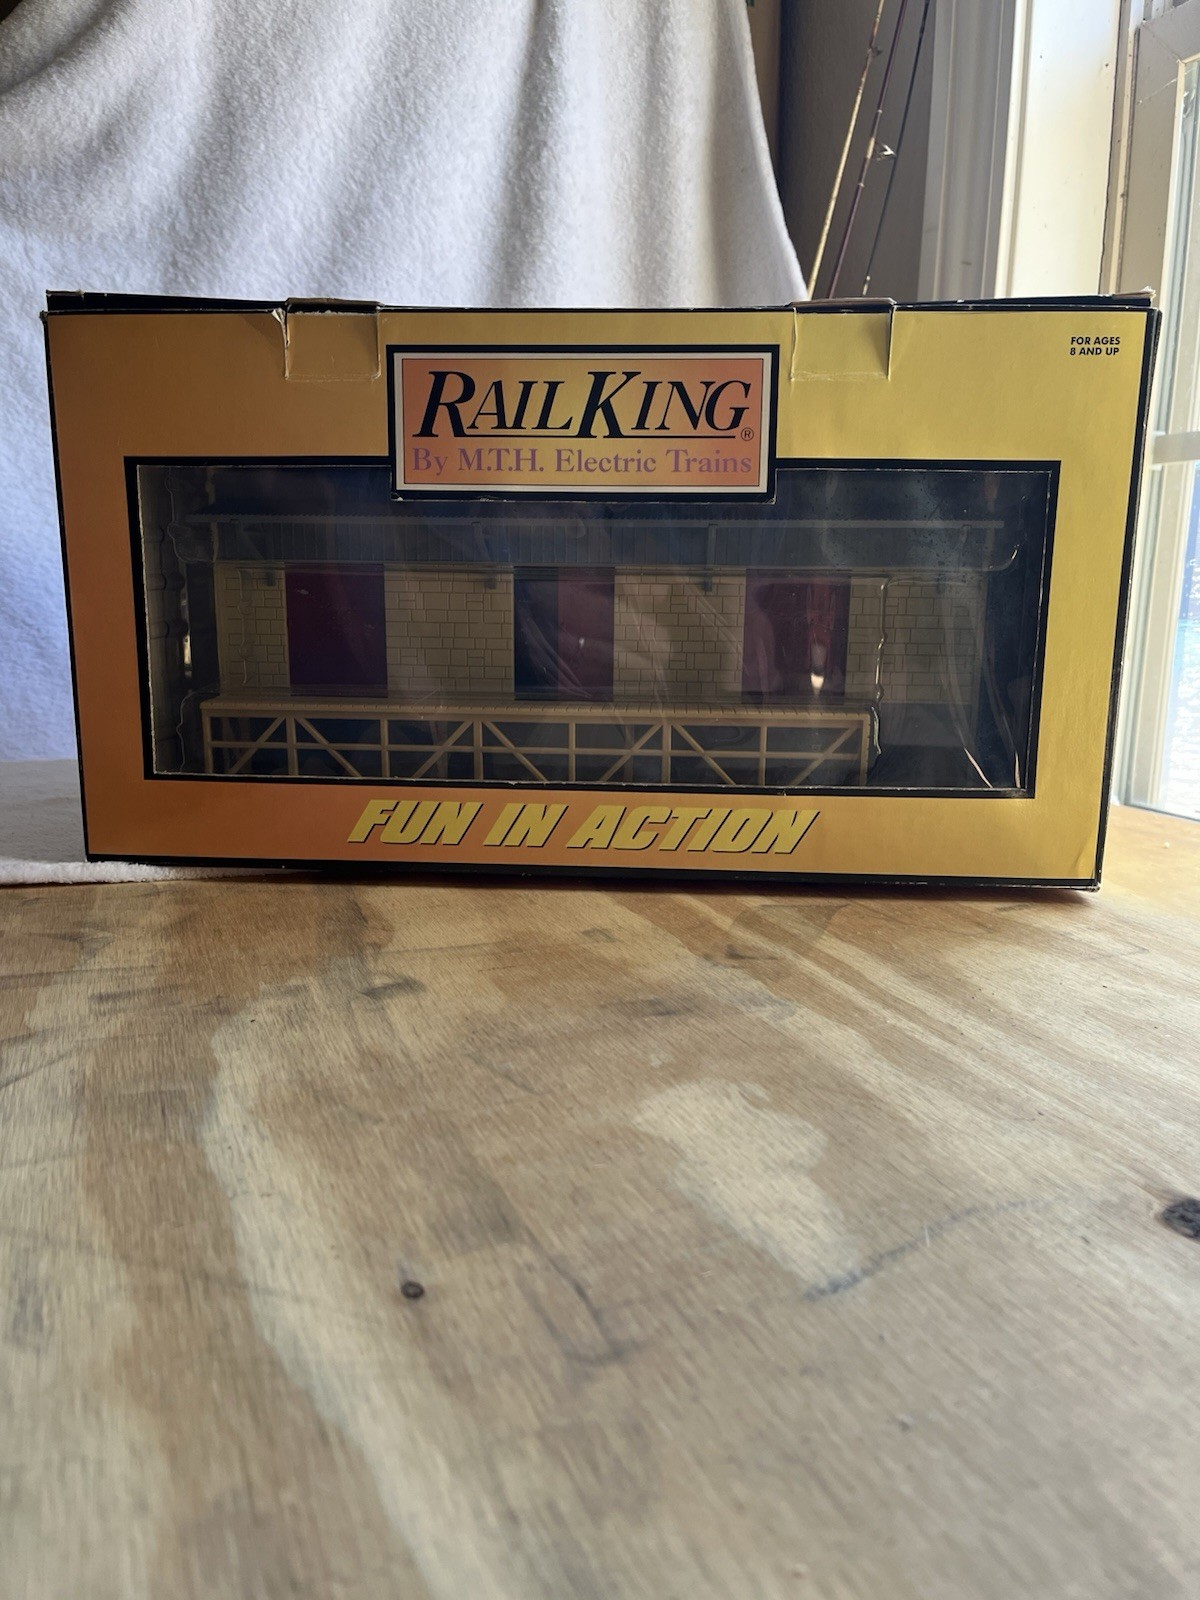 FOR AGES
8 AND UP
RAILKING®
By M.T.H. Electric Trains
FUN IN ACTION